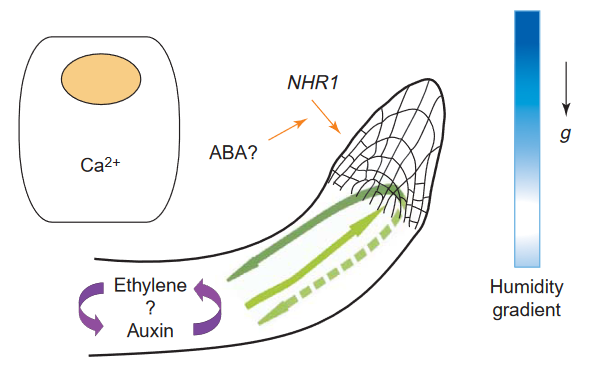 NHR1
ABA?
Ca²⁺
g
Ethylene
?
Auxin
Humidity
gradient